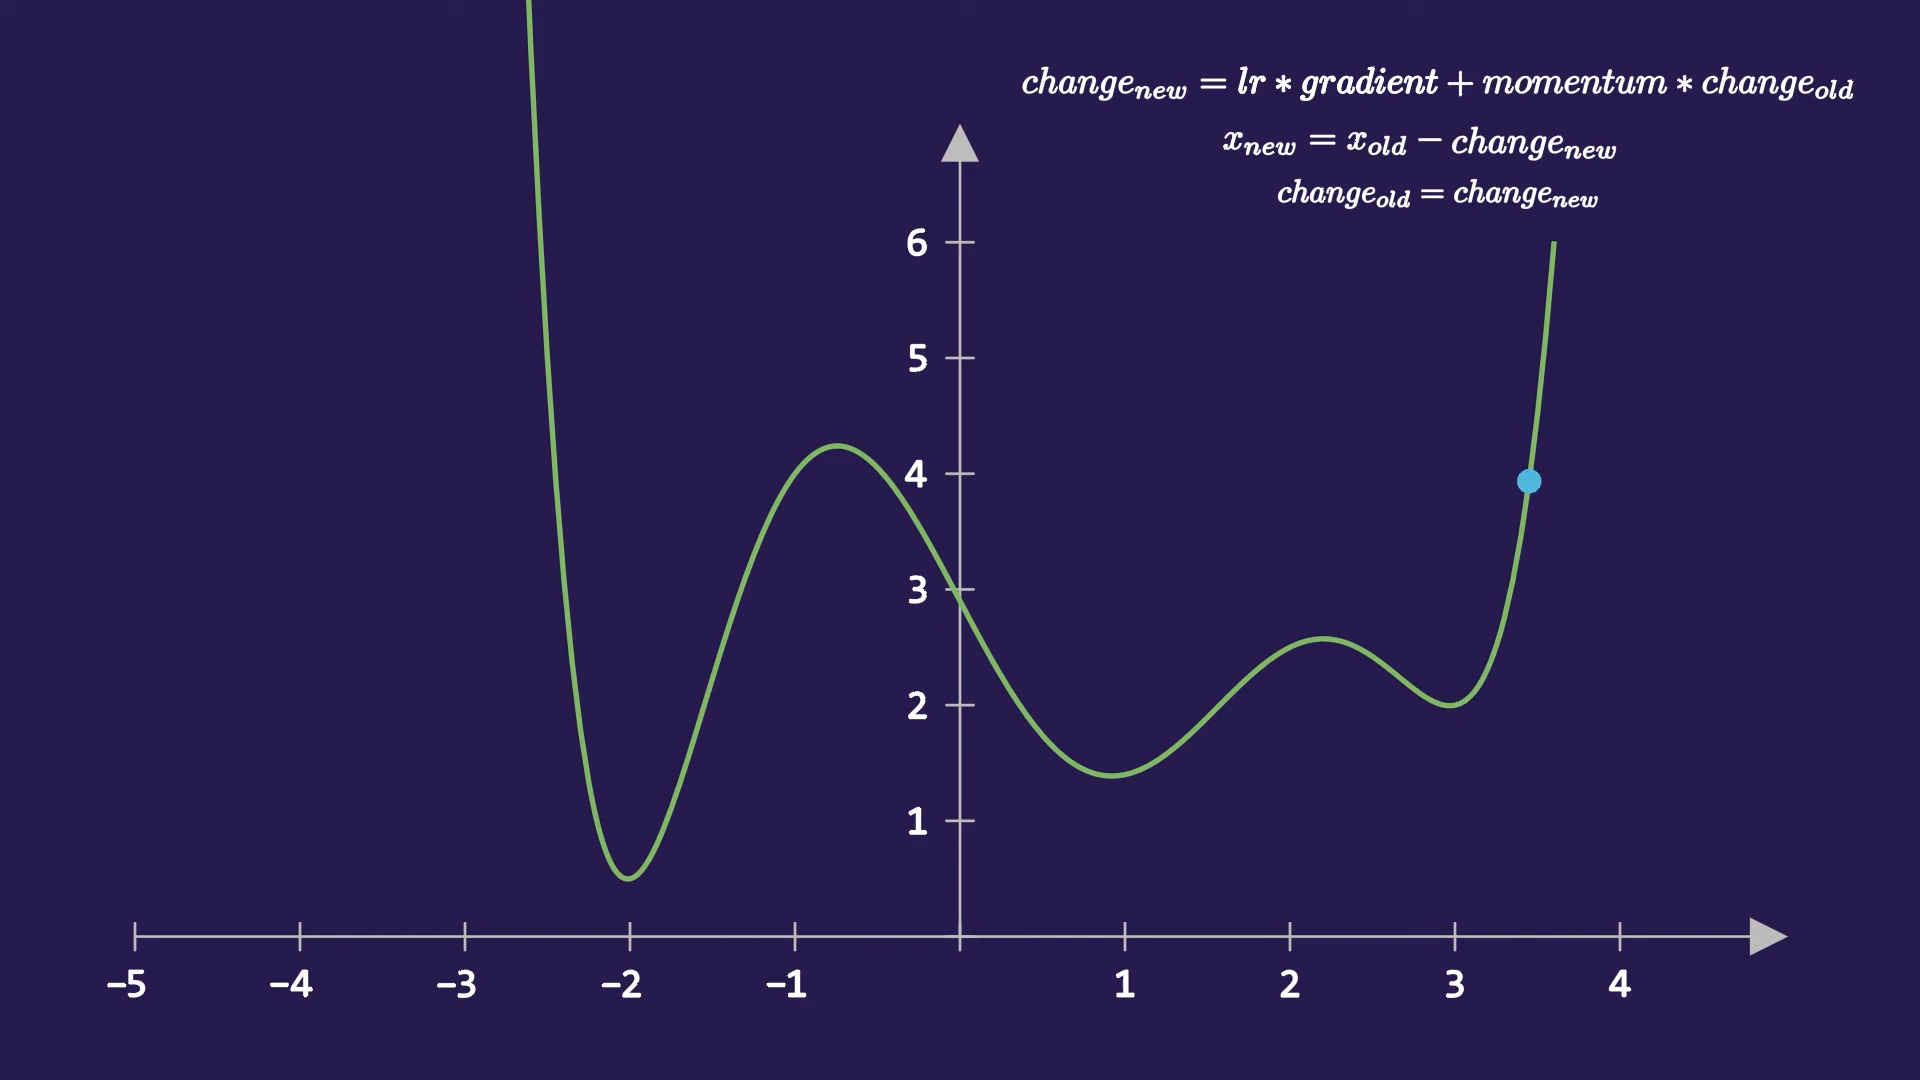 change_new = lr * gradient + momentum * change_old
x_new = x_old − change_new
change_old = change_new
6
5
4
3
2
1
−5 −4 −3 −2 −1 1 2 3 4